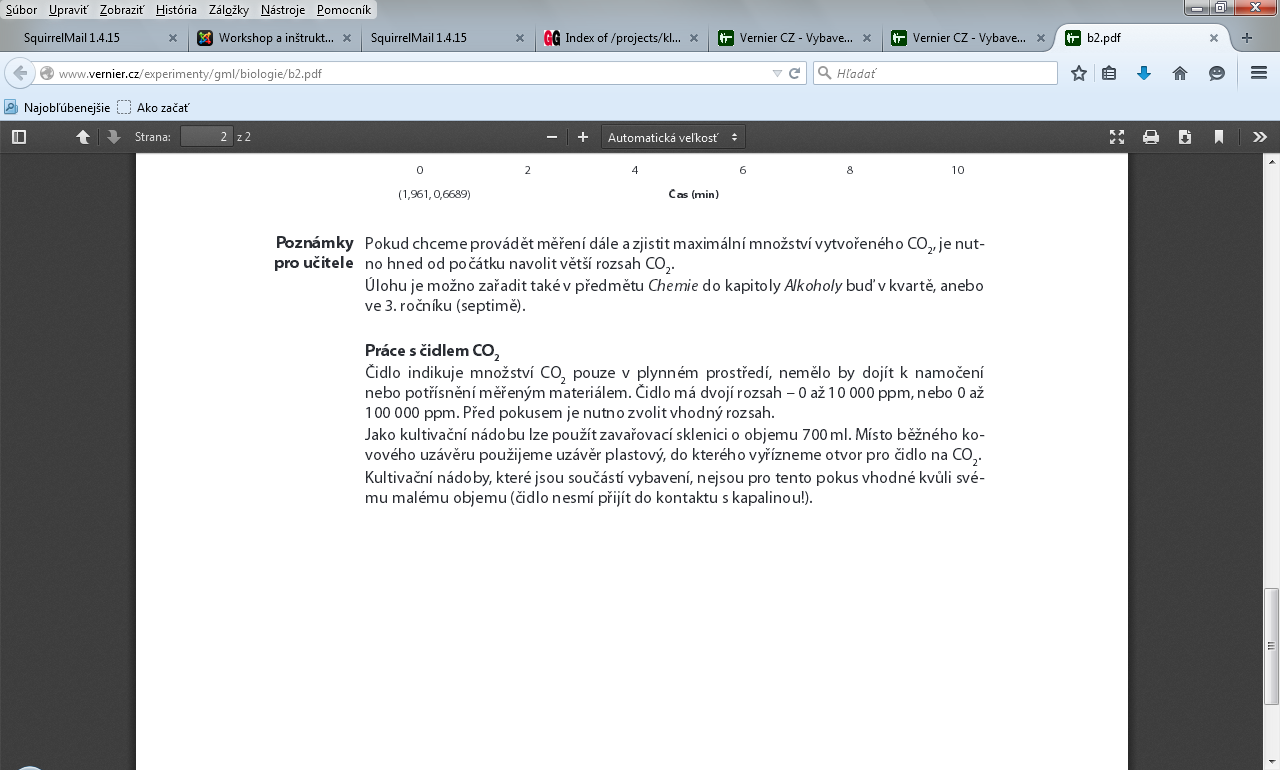 Súbor Upraviť Zobraziť História Záložky Nástroje Pomocník
SquirrelMail 1.4.15 Workshop a inštrukt... SquirrelMail 1.4.15 Index of /projects/kl... Vernier CZ - Vybave... Vernier CZ - Vybave... b2.pdf
www.vernier.cz/experimenty/gml/biologie/b2.pdf Hľadať
Najobľúbenejšie Ako začať
Strana: 2 z 2 Automatická veľkosť
0 2 4 6 8 10
(1,961, 0,6689) Čas (min)
Poznámky pro učitele
Pokud chceme provádět měření dále a zjistit maximální množství vytvořeného CO2, je nut-
no hned od počátku navolit větší rozsah CO2.
Úlohu je možno zařadit také v předmětu Chemie do kapitoly Alkoholy buď v kvartě, anebo
ve 3. ročníku (septimě).
Práce s čidlem CO2
Čidlo indikuje množství CO2 pouze v plynném prostředí, nemělo by dojít k namočení
nebo potřísnění měřeným materiálem. Čidlo má dvojí rozsah – 0 až 10 000 ppm, nebo 0 až
100 000 ppm. Před pokusem je nutno zvolit vhodný rozsah.
Jako kultivační nádobu lze použít zavařovací sklenici o objemu 700 ml. Místo běžného ko-
vového uzávěru použijeme uzávěr plastový, do kterého vyřízneme otvor pro čidlo na CO2.
Kultivační nádoby, které jsou součástí vybavení, nejsou pro tento pokus vhodné kvůli své-
mu malému objemu (čidlo nesmí přijít do kontaktu s kapalinou!).